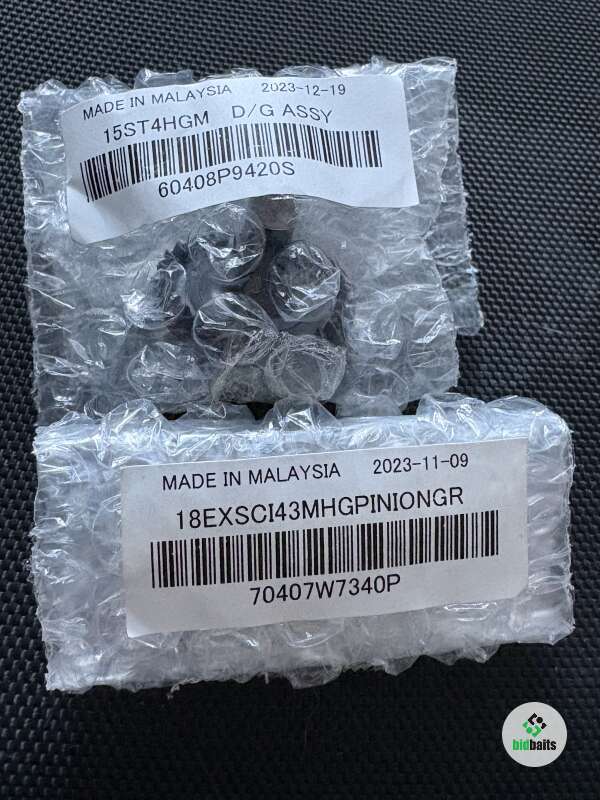 MADE IN MALAYSIA 2023-12-19
15ST4HGM D/G ASSY
60408P9420S
MADE IN MALAYSIA 2023-11-09
18EXSCI43MHGPINIONGR
70407W7340P
bidbaits